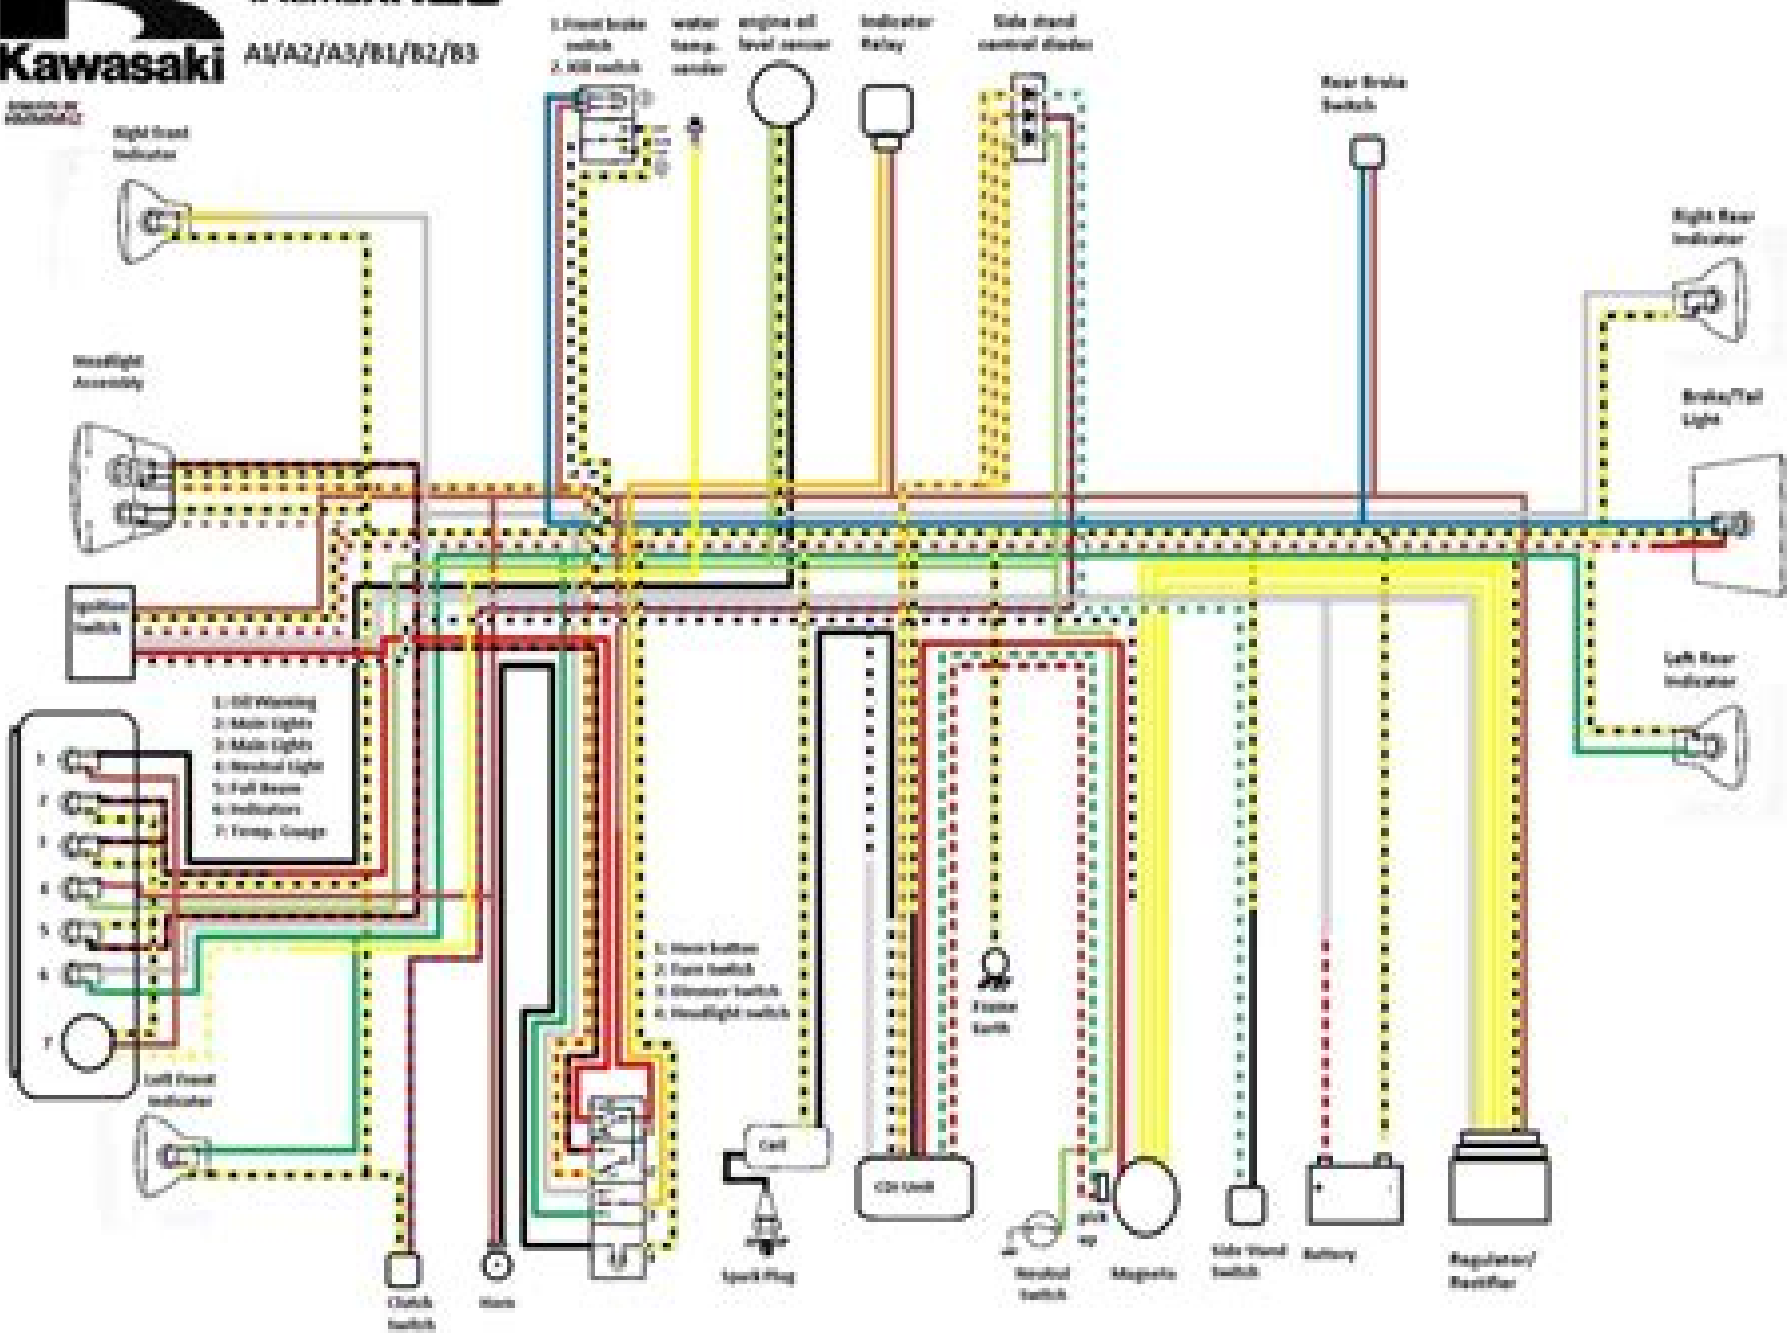 Kawasaki
A1/A2/A3/B1/B2/B3
1.Front brake
switch
2. Kill switch
water
temp.
sender
engine oil
level sensor
Indicator
Relay
Side stand
control diodes
Rear Brake
Switch
Right front
Indicator
Right Rear
Indicator
Headlight
Assembly
Brake/Tail
Light
Ignition
switch
Left Rear
Indicator
1: Oil Warning
2: Main Lights
3: Main Lights
4: Neutral Light
5: Full Beam
6: Indicators
7: Temp. Gauge
1
2
3
4
5
6
7
1. Horn button
2. Turn Switch
3. Dimmer Switch
4. Headlight switch
Frame
Earth
Left Front
Indicator
Coil
CDI Unit
Spark Plug
Pick
up
Neutral
Switch
Magneto
Side Stand
Switch
Battery
Regulator/
Rectifier
Clutch
Switch
Horn